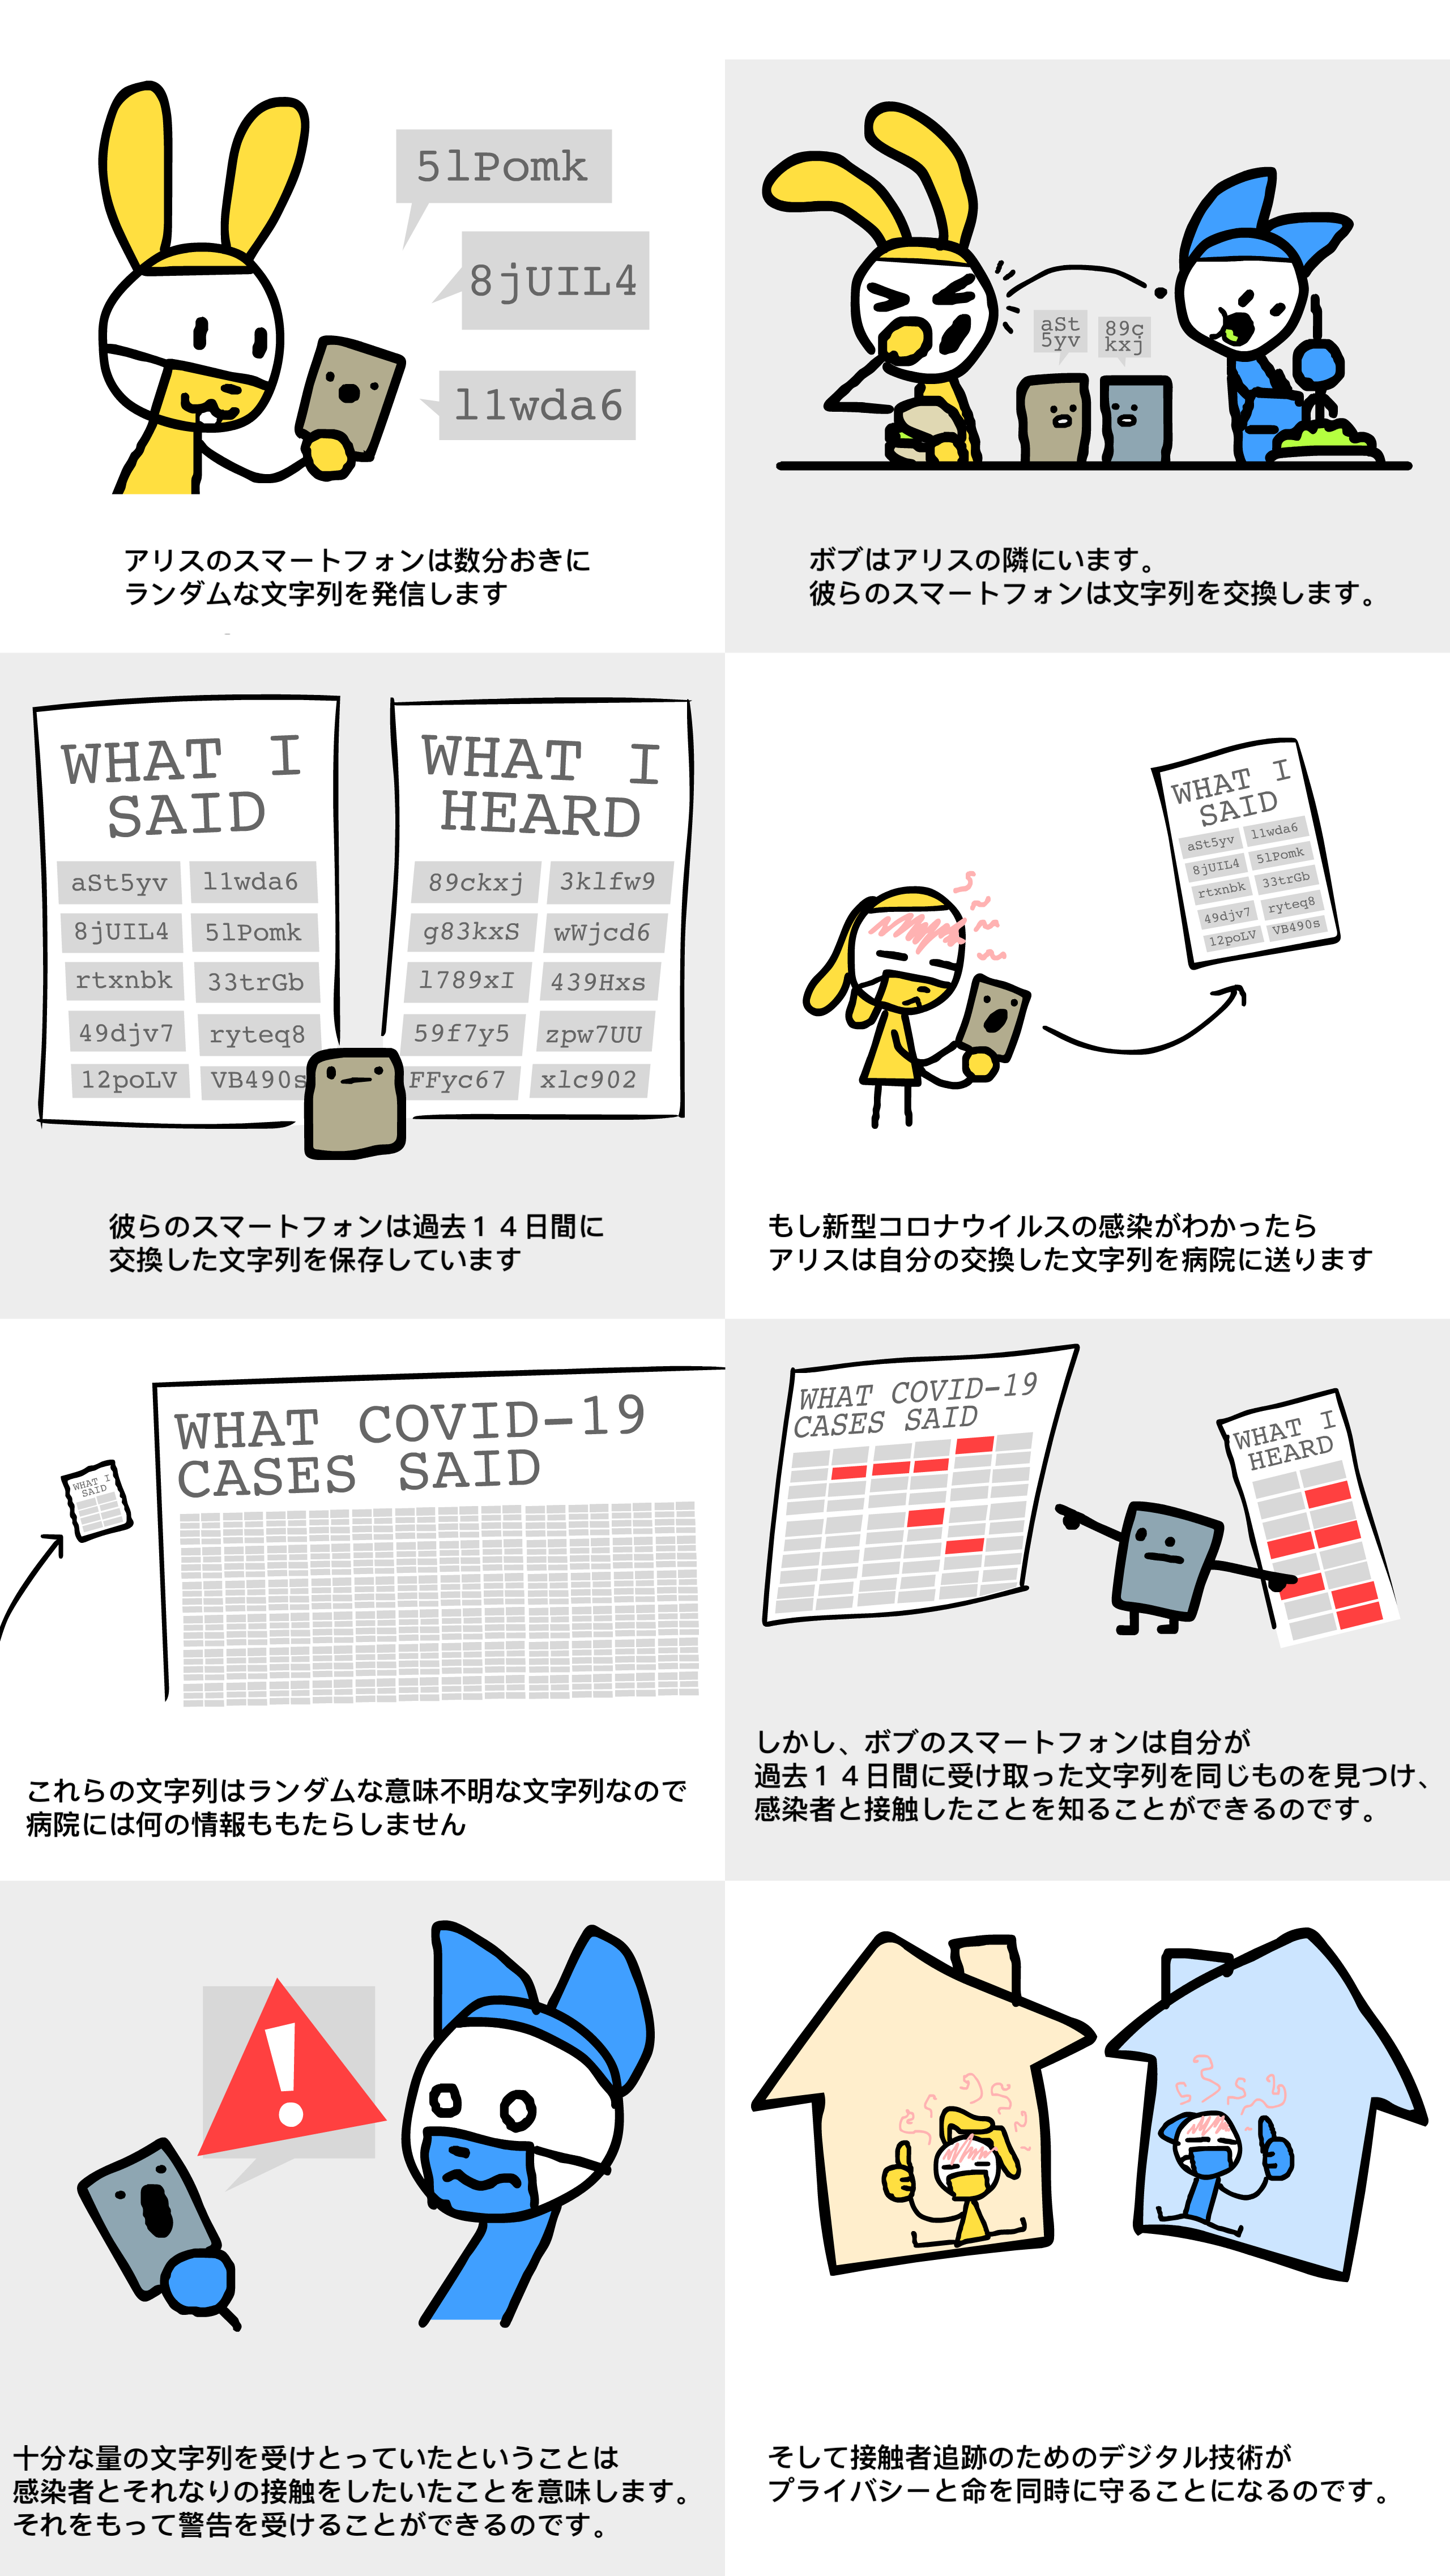 5lPomk
8jUIL4
l1wda6
アリスのスマートフォンは数分おきに
ランダムな文字列を発信します
aSt
5yv
89c
kxj
ボブはアリスの隣にいます。
彼らのスマートフォンは文字列を交換します。
WHAT I
SAID
aSt5yv l1wda6
8jUIL4 5lPomk
rtxnbk 33trGb
49djv7 ryteq8
12poLV VB490s
WHAT I
HEARD
89ckxj 3klfw9
g83kxS wWjcd6
l789xI 439Hxs
59f7y5 zpw7UU
FFyc67 xlc902
彼らのスマートフォンは過去１４日間に
交換した文字列を保存しています
WHAT I
SAID
aSt5yv l1wda6
8jUIL4 5lPomk
rtxnbk 33trGb
49djv7 ryteq8
12poLV VB490s
もし新型コロナウイルスの感染がわかったら
アリスは自分の交換した文字列を病院に送ります
WHAT I
SAID
WHAT COVID-19
CASES SAID
これらの文字列はランダムな意味不明な文字列なので
病院には何の情報ももたらしません
WHAT COVID-19
CASES SAID
WHAT I
HEARD
しかし、ボブのスマートフォンは自分が
過去１４日間に受け取った文字列を同じものを見つけ、
感染者と接触したことを知ることができるのです。
!
十分な量の文字列を受けとっていたということは
感染者とそれなりの接触をしたいたことを意味します。
それをもって警告を受けることができるのです。
そして接触者追跡のためのデジタル技術が
プライバシーと命を同時に守ることになるのです。